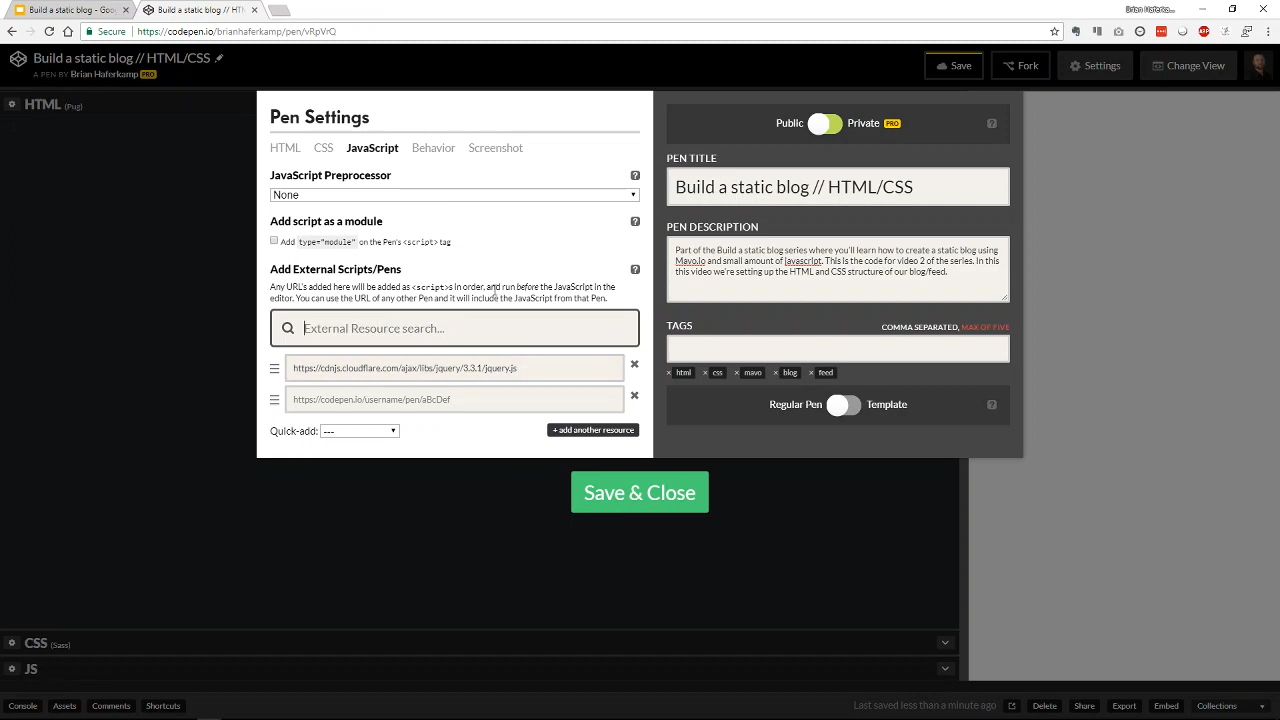 Build a static blog - Goo
Build a static blog // HTM
Brian Haferka...
Secure
https://codepen.io/brianhaferkamp/pen/vRpVrQ
Build a static blog // HTML/CSS
A PEN BY Brian Haferkamp PRO
Save
Fork
Settings
Change View
HTML (Pug)
Pen Settings
HTML
CSS
JavaScript
Behavior
Screenshot
JavaScript Preprocessor
?
None
Add script as a module
?
Add type="module" on the Pen's <script> tag
Add External Scripts/Pens
?
Any URL's added here will be added as <script>s in order, and run before the JavaScript in the
editor. You can use the URL of any other Pen and it will include the JavaScript from that Pen.
External Resource search...
https://cdnjs.cloudflare.com/ajax/libs/jquery/3.3.1/jquery.js
https://codepen.io/username/pen/aBcDef
Quick-add:
---
+ add another resource
Public
Private PRO
?
PEN TITLE
Build a static blog // HTML/CSS
PEN DESCRIPTION
Part of the Build a static blog series where you'll learn how to create a static blog using
Mavo.io and small amount of javascript. This is the code for video 2 of the series. In this
this video we're setting up the HTML and CSS structure of our blog/feed.
TAGS
COMMA SEPARATED, MAX OF FIVE
× html
× css
× mavo
× blog
× feed
Regular Pen
Template
?
Save & Close
CSS (Sass)
JS
Console
Assets
Comments
Shortcuts
Last saved less than a minute ago
Delete
Share
Export
Embed
Collections